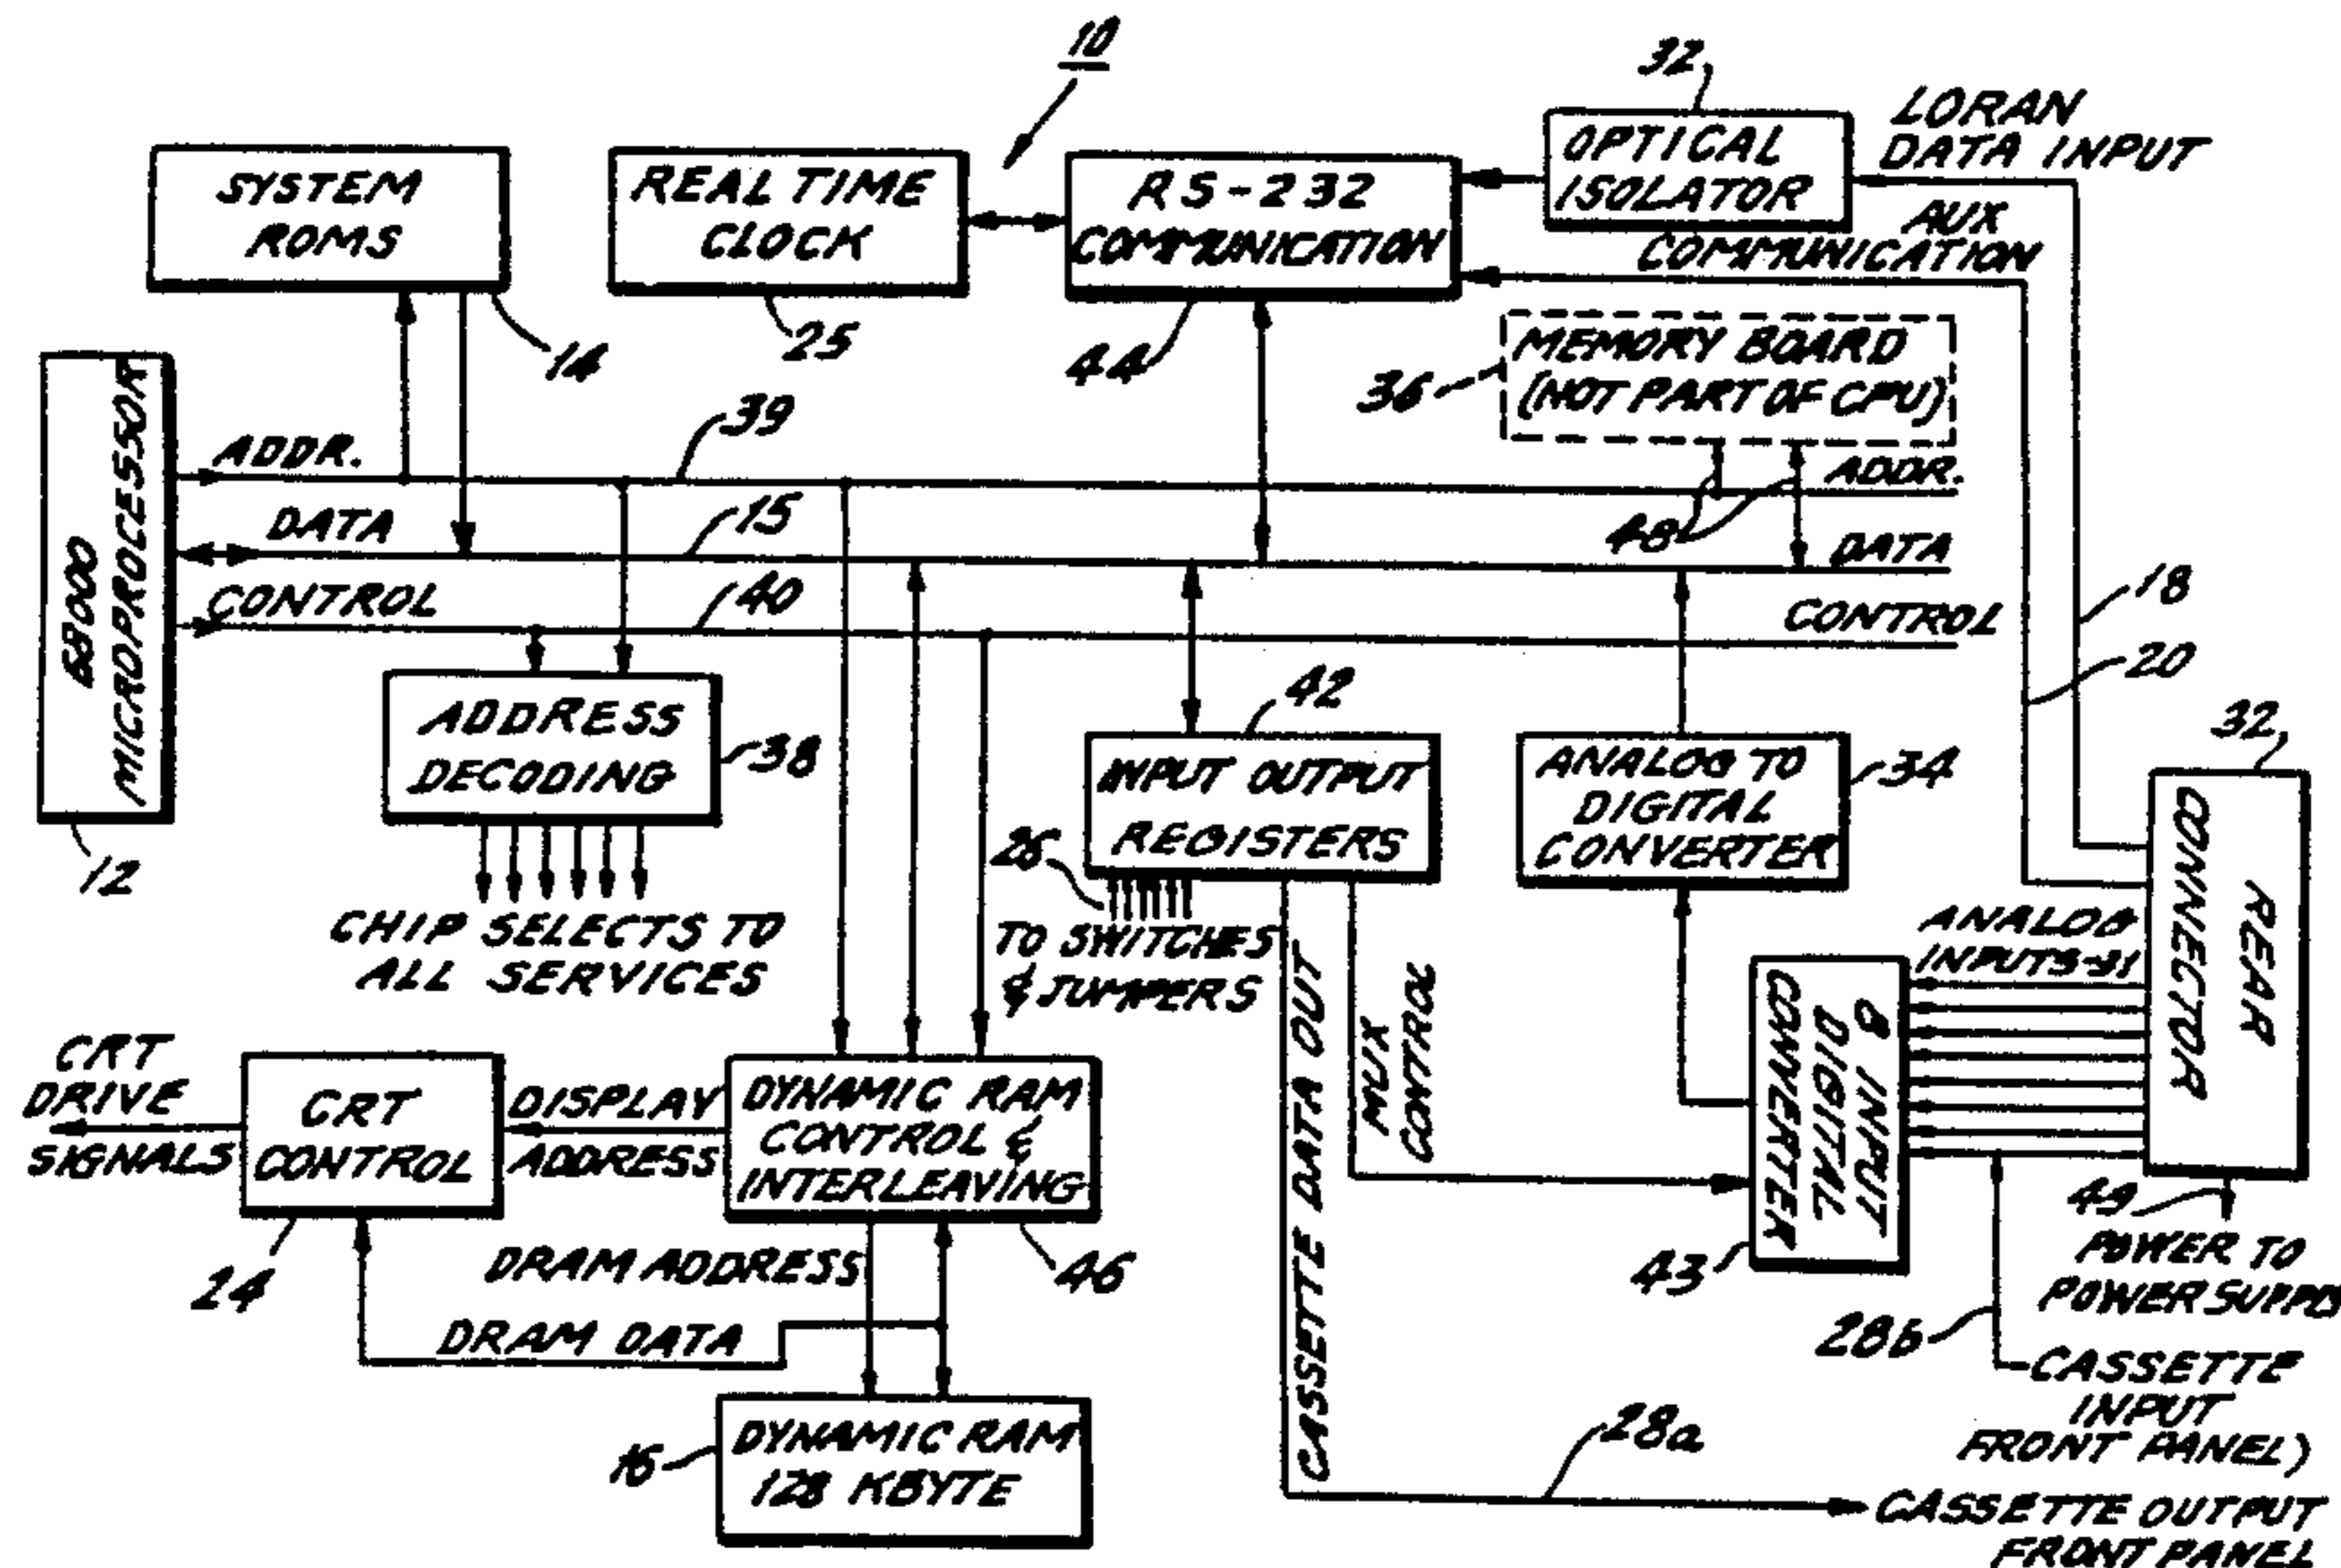 10
32
LORAN
DATA INPUT
SYSTEM
ROMS
REAL TIME
CLOCK
RS-232
COMMUNICATION
OPTICAL
ISOLATOR
AUX
COMMUNICATION
14
25
44
36
MEMORY BOARD
(NOT PART OF CPU)
68000
MICROPROCESSOR
12
ADDR.
39
ADDR.
DATA
15
48
DATA
CONTROL
40
CONTROL
18
20
ADDRESS
DECODING
38
42
INPUT OUTPUT
REGISTERS
ANALOG TO
DIGITAL
CONVERTER
34
32
REAR
CONNECTOR
26
CHIP SELECTS TO
ALL SERVICES
TO SWITCHES
& JUMPERS
ANALOG
INPUTS-31
CASSETTE DATA OUT
MUX
CONTROL
8 INPUT
DIGITAL
CONVERTER
43
CRT
DRIVE
SIGNALS
CRT
CONTROL
24
DISPLAY
ADDRESS
DYNAMIC RAM
CONTROL &
INTERLEAVING
46
49
POWER TO
POWER SUPPLY
DRAM ADDRESS
DRAM DATA
28b
CASSETTE
INPUT
FRONT PANEL)
16
DYNAMIC RAM
128 KBYTE
28a
CASSETTE OUTPUT
FRONT PANEL